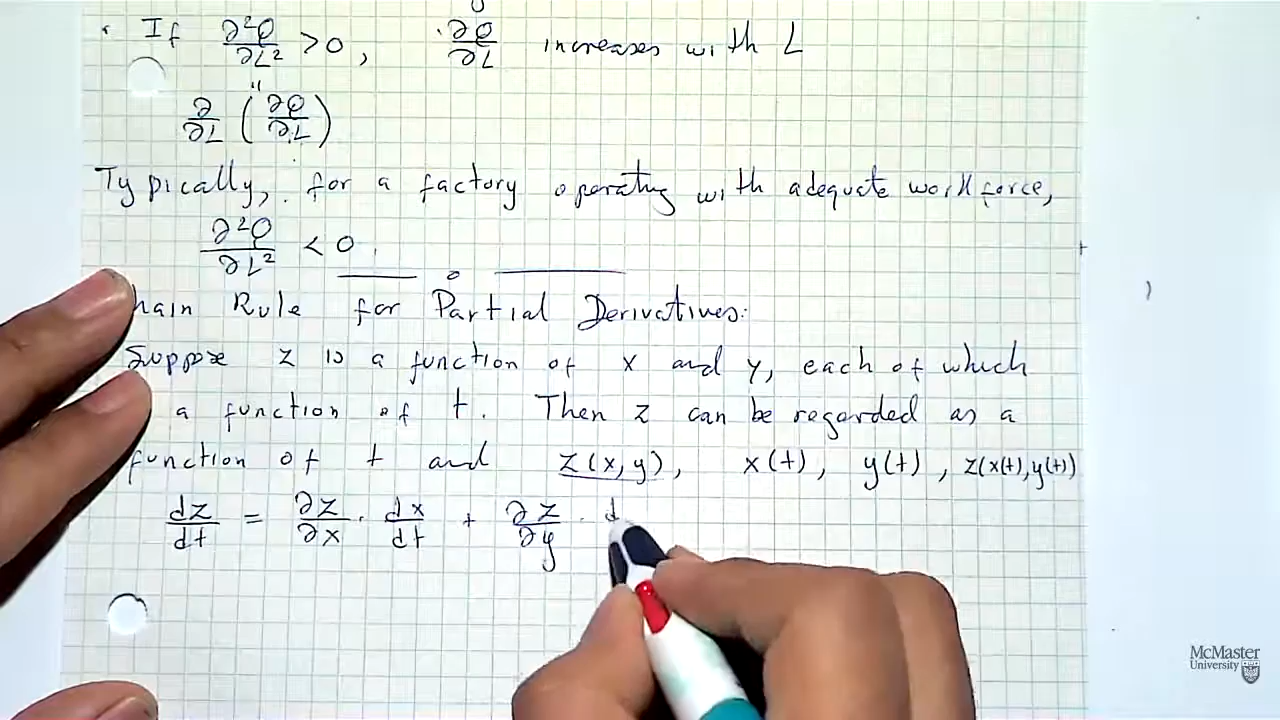 If ∂²Q/∂L² > 0, ∂Q/∂L increases with L
"
∂/∂L (∂Q/∂L)
Typically, for a factory operating with adequate workforce,
∂²Q/∂L² < 0.
hain Rule for Partial Derivatives:
Suppose z is a function of x and y, each of which
a function of t. Then z can be regarded as a
function of t and z(x,y), x(t), y(t), z(x(t),y(t))
dz/dt = ∂z/∂x · dx/dt + ∂z/∂y · d
McMaster
University